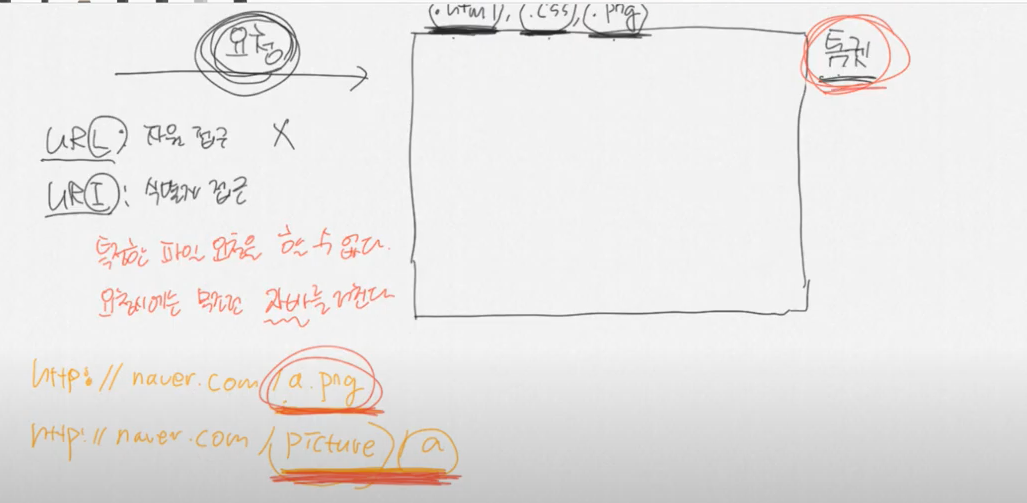 (.html), (.css), (.png)
요청
톰켓
URL: 자원 접근 X
URI: 식별자 접근
특정한 파일 요청을 할 수 없다.
요청시에는 무조건 자바를 거친다
http://naver.com/a.png
http://naver.com/picture/a